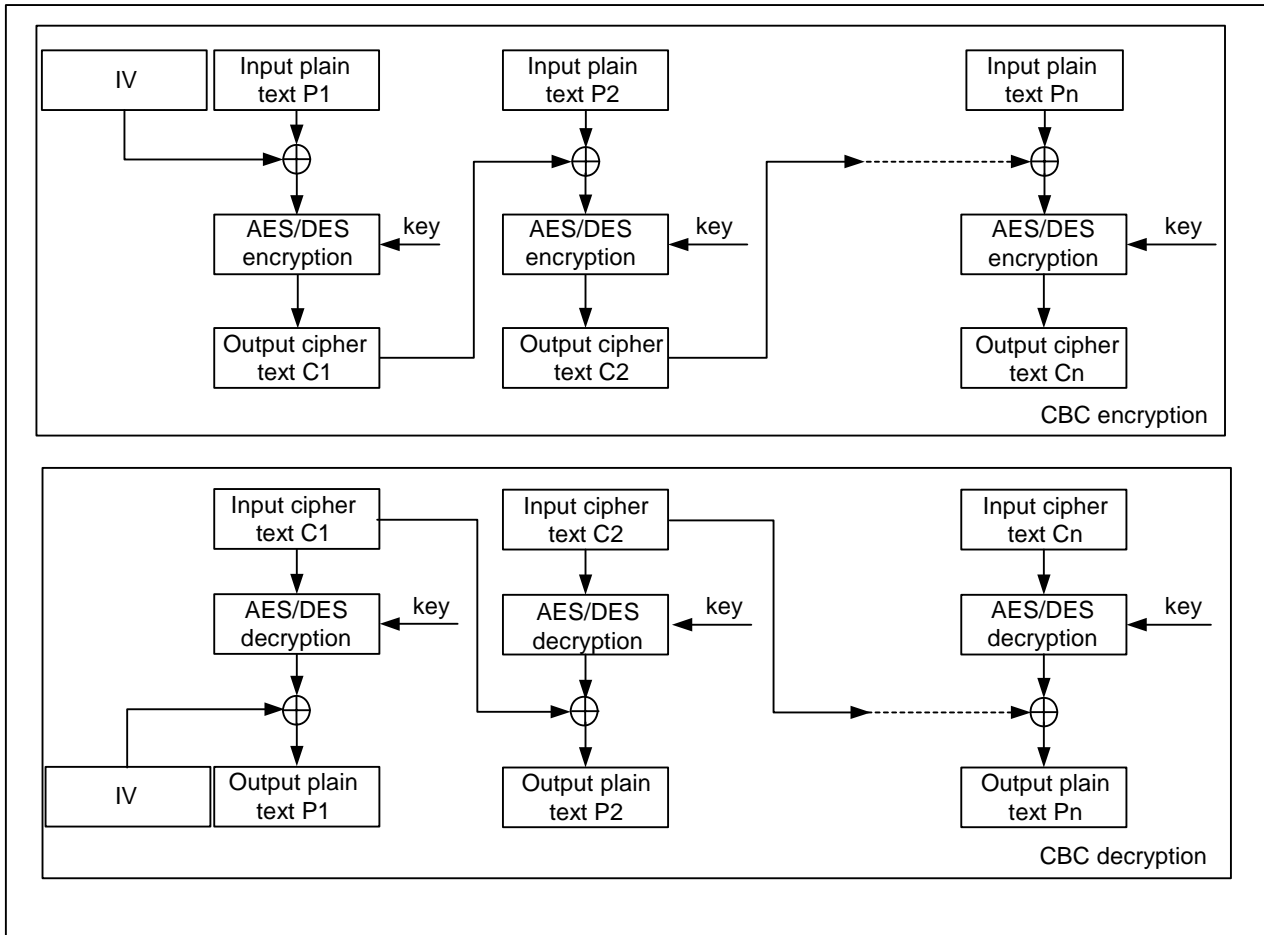 IV
Input plain
text P1
Input plain
text P2
Input plain
text Pn
AES/DES
encryption
key
AES/DES
encryption
key
AES/DES
encryption
key
Output cipher
text C1
Output cipher
text C2
Output cipher
text Cn
CBC encryption
Input cipher
text C1
Input cipher
text C2
Input cipher
text Cn
AES/DES
decryption
key
AES/DES
decryption
key
AES/DES
decryption
key
IV
Output plain
text P1
Output plain
text P2
Output plain
text Pn
CBC decryption